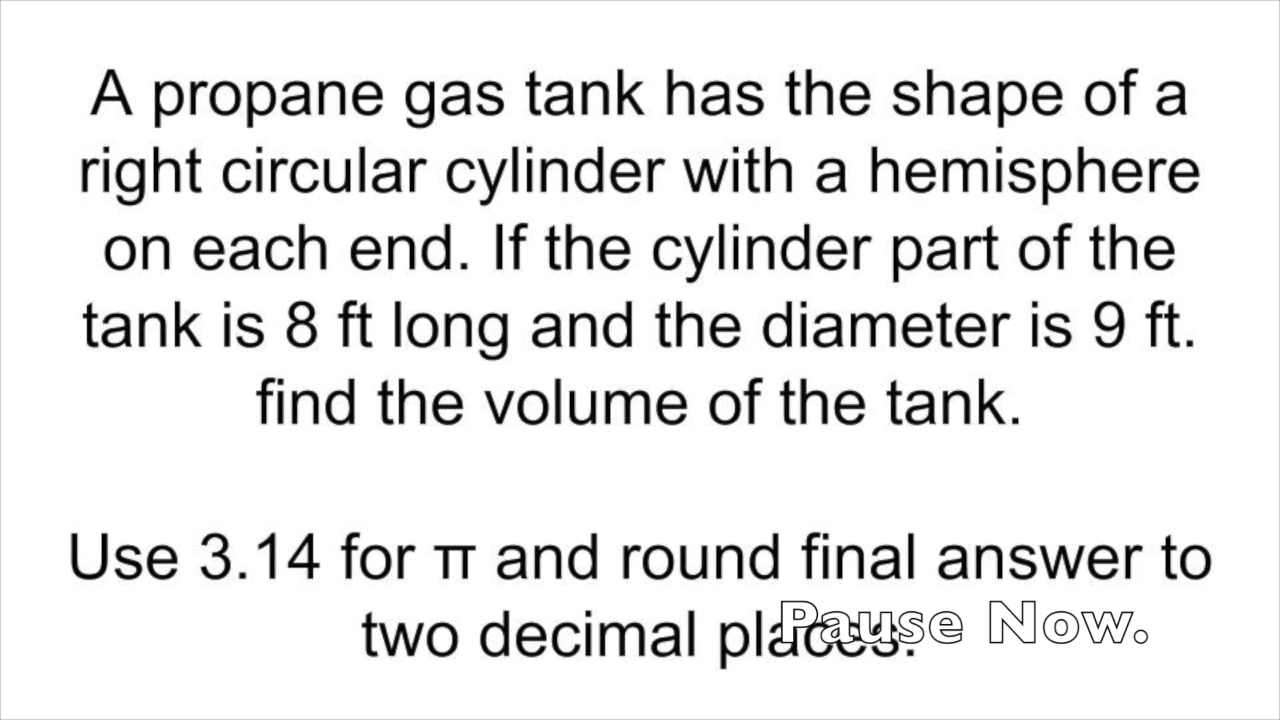 A propane gas tank has the shape of a
right circular cylinder with a hemisphere
on each end. If the cylinder part of the
tank is 8 ft long and the diameter is 9 ft.
find the volume of the tank.
Use 3.14 for π and round final answer to
two decimal places.
Pause Now.